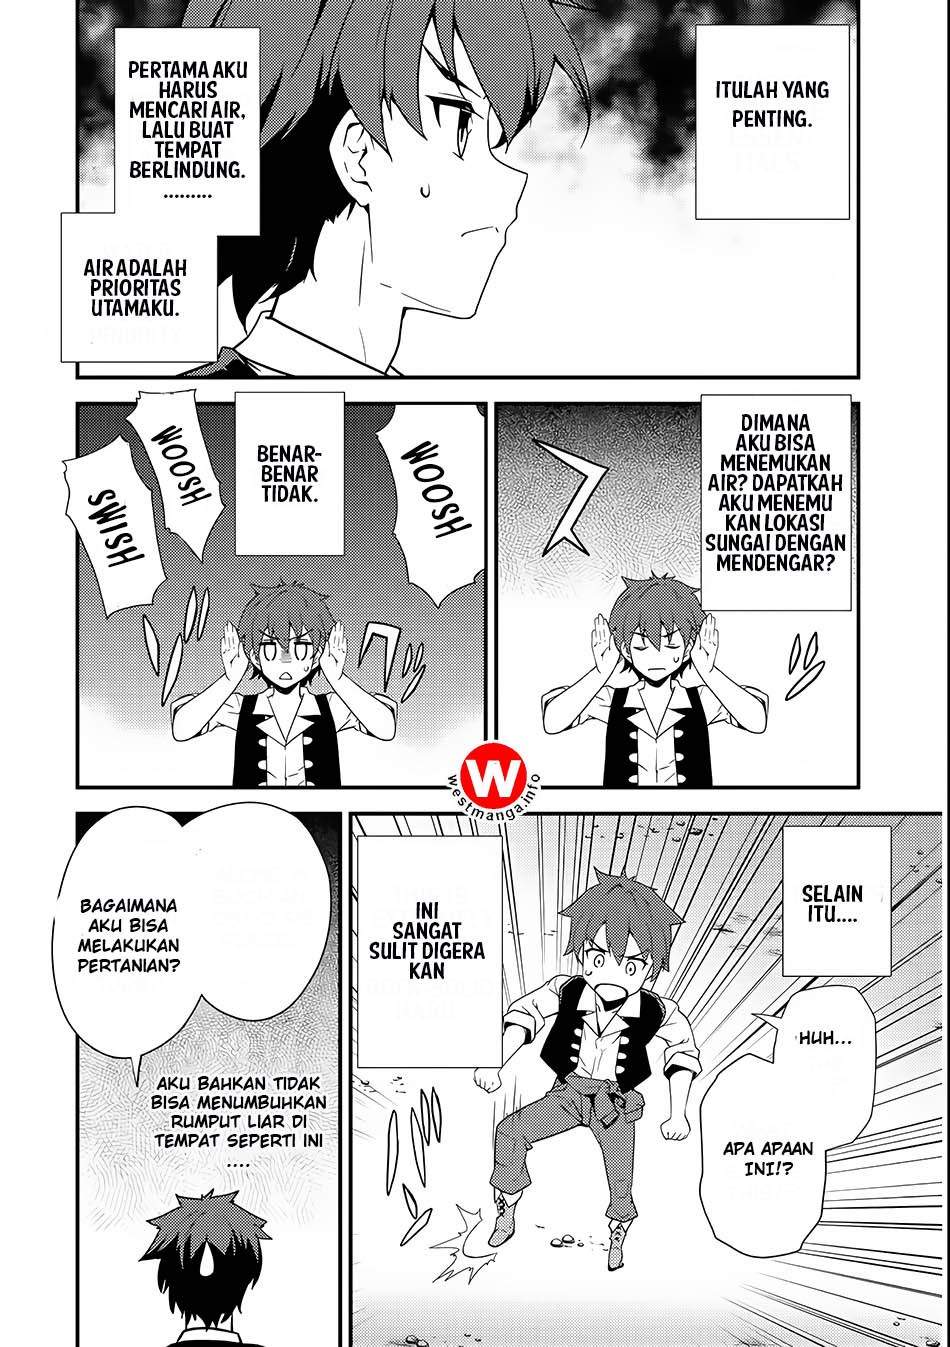 ITULAH YANG
PENTING.
PERTAMA AKU
HARUS
MENCARI AIR,
LALU BUAT
TEMPAT
BERLINDUNG.
.........
AIR ADALAH
PRIORITAS
UTAMAKU.
DIMANA
AKU BISA
MENEMUKAN
AIR? DAPATKAH
AKU MENEMU
KAN LOKASI
SUNGAI DENGAN
MENDENGAR?
WOOSH
BENAR-
BENAR
TIDAK.
WOOSH
SWISH
W
westmanga.info
SELAIN
ITU....
HUH...
APA APAAN
INI!?
INI
SANGAT
SULIT DIGERA
KAN
BAGAIMANA
AKU BISA
MELAKUKAN
PERTANIAN?
AKU BAHKAN TIDAK
BISA MENUMBUHKAN
RUMPUT LIAR DI
TEMPAT SEPERTI INI
....